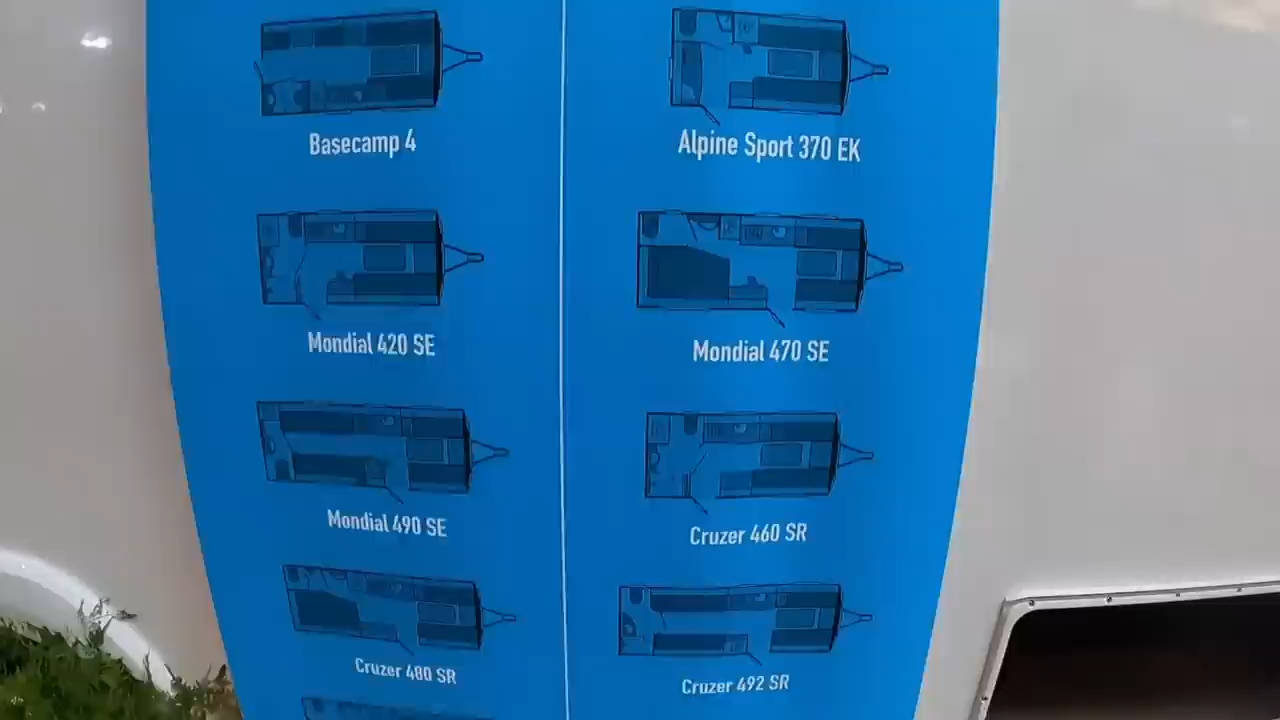 Basecamp 4
Alpine Sport 370 EK
Mondial 420 SE
Mondial 470 SE
Mondial 490 SE
Cruzer 460 SR
Cruzer 480 SR
Cruzer 492 SR